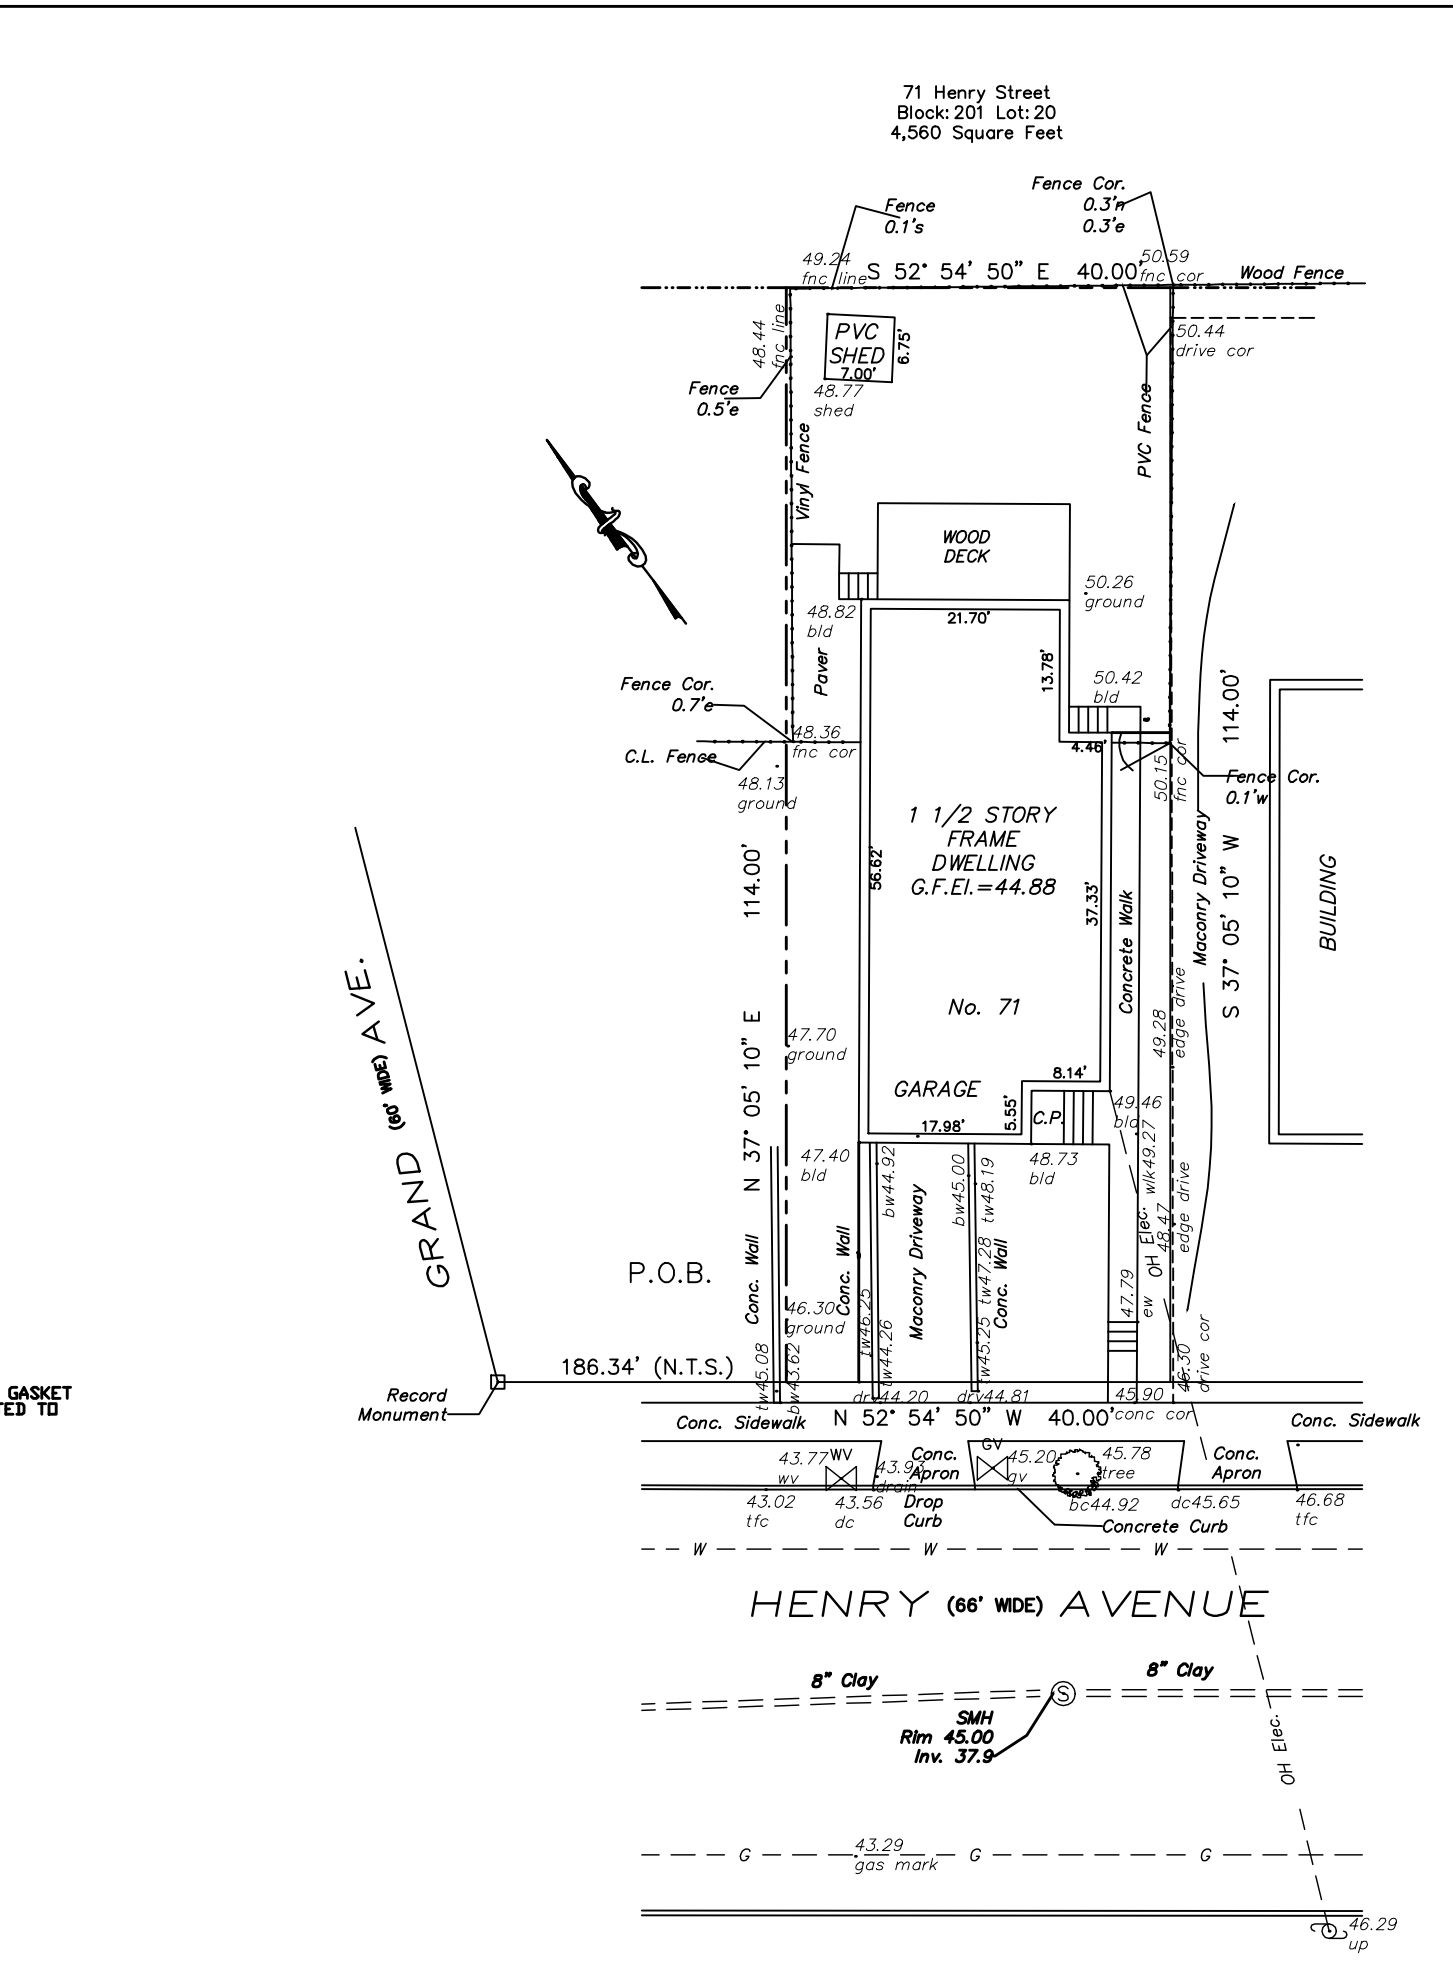 71 Henry Street
Block: 201 Lot: 20
4,560 Square Feet
Fence Cor.
0.3'n
0.3'e
Fence
0.1's
49.24
fnc line
S 52° 54' 50" E 40.00'
50.59
fnc cor
Wood Fence
48.44
fnc line
PVC
SHED
7.00'
6.75'
50.44
drive cor
Fence
0.5'e
48.77
shed
Vinyl Fence
PVC Fence
WOOD
DECK
50.26
ground
48.82
bld
21.70'
Paver
13.78'
50.42
bld
Fence Cor.
0.7'e
48.36
fnc cor
C.L. Fence
4.46'
50.15
fnc cor
Fence Cor.
0.1'w
S 37° 05' 10" W 114.00'
48.13
ground
1 1/2 STORY
FRAME
DWELLING
G.F.El.=44.88
56.62'
37.33'
Concrete Walk
Maconry Driveway
BUILDING
N 37° 05' 10" E 114.00'
GRAND (60' WIDE) AVE.
No. 71
47.70
ground
49.28
edge drive
GARAGE
8.14'
5.55'
17.98'
C.P.
49.46
bld
47.40
bld
bw44.92
bw45.00
tw48.19
48.73
bld
wlk49.27
48.47
edge drive
OH Elec.
Conc. Wall
Conc. Wall
Maconry Driveway
tw47.28
Conc. Wall
P.O.B.
46.30
ground
tw46.25
tw44.26
tw45.25
47.79
ew
46.30
drive cor
tw45.08
bw43.62
186.34' (N.T.S.)
GASKET
TED TO
Record
Monument
drv44.20
drv44.81
45.90
conc cor
Conc. Sidewalk
N 52° 54' 50" W 40.00'
Conc. Sidewalk
43.77
wv
WV
43.93
drain
Conc.
Apron
GV
45.20
gv
45.78
tree
Conc.
Apron
43.02
tfc
43.56
dc
Drop
Curb
bc44.92
dc45.65
46.68
tfc
Concrete Curb
W W W
HENRY (66' WIDE) AVENUE
8" Clay
8" Clay
S
SMH
Rim 45.00
Inv. 37.9
OH Elec.
43.29
gas mark
G G G
46.29
up